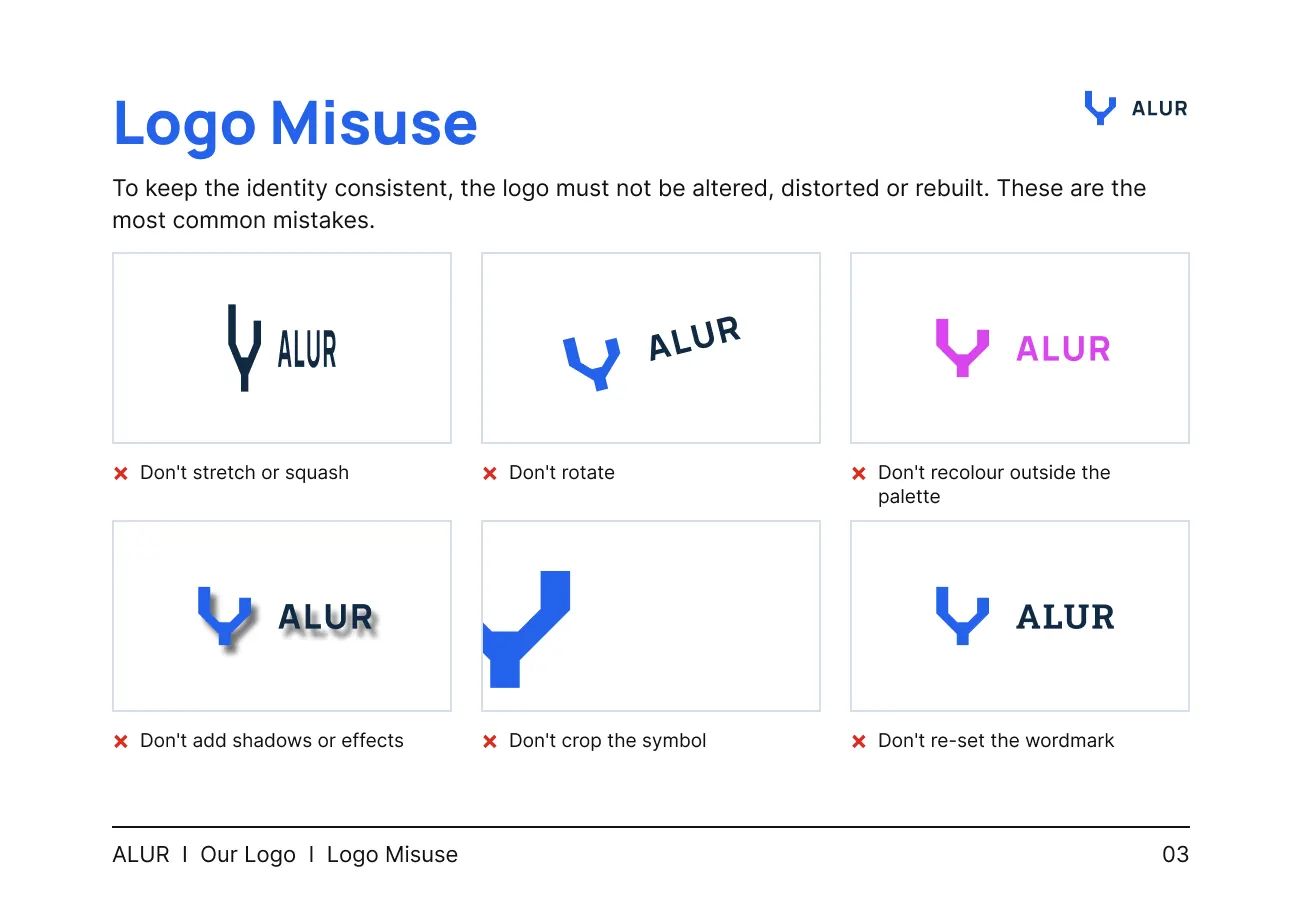 Logo Misuse
ALUR
To keep the identity consistent, the logo must not be altered, distorted or rebuilt. These are the
most common mistakes.
ALUR
ALUR
ALUR
Don't stretch or squash
Don't rotate
Don't recolour outside the
palette
ALUR
ALUR
Don't add shadows or effects
Don't crop the symbol
Don't re-set the wordmark
ALUR I Our Logo I Logo Misuse
03